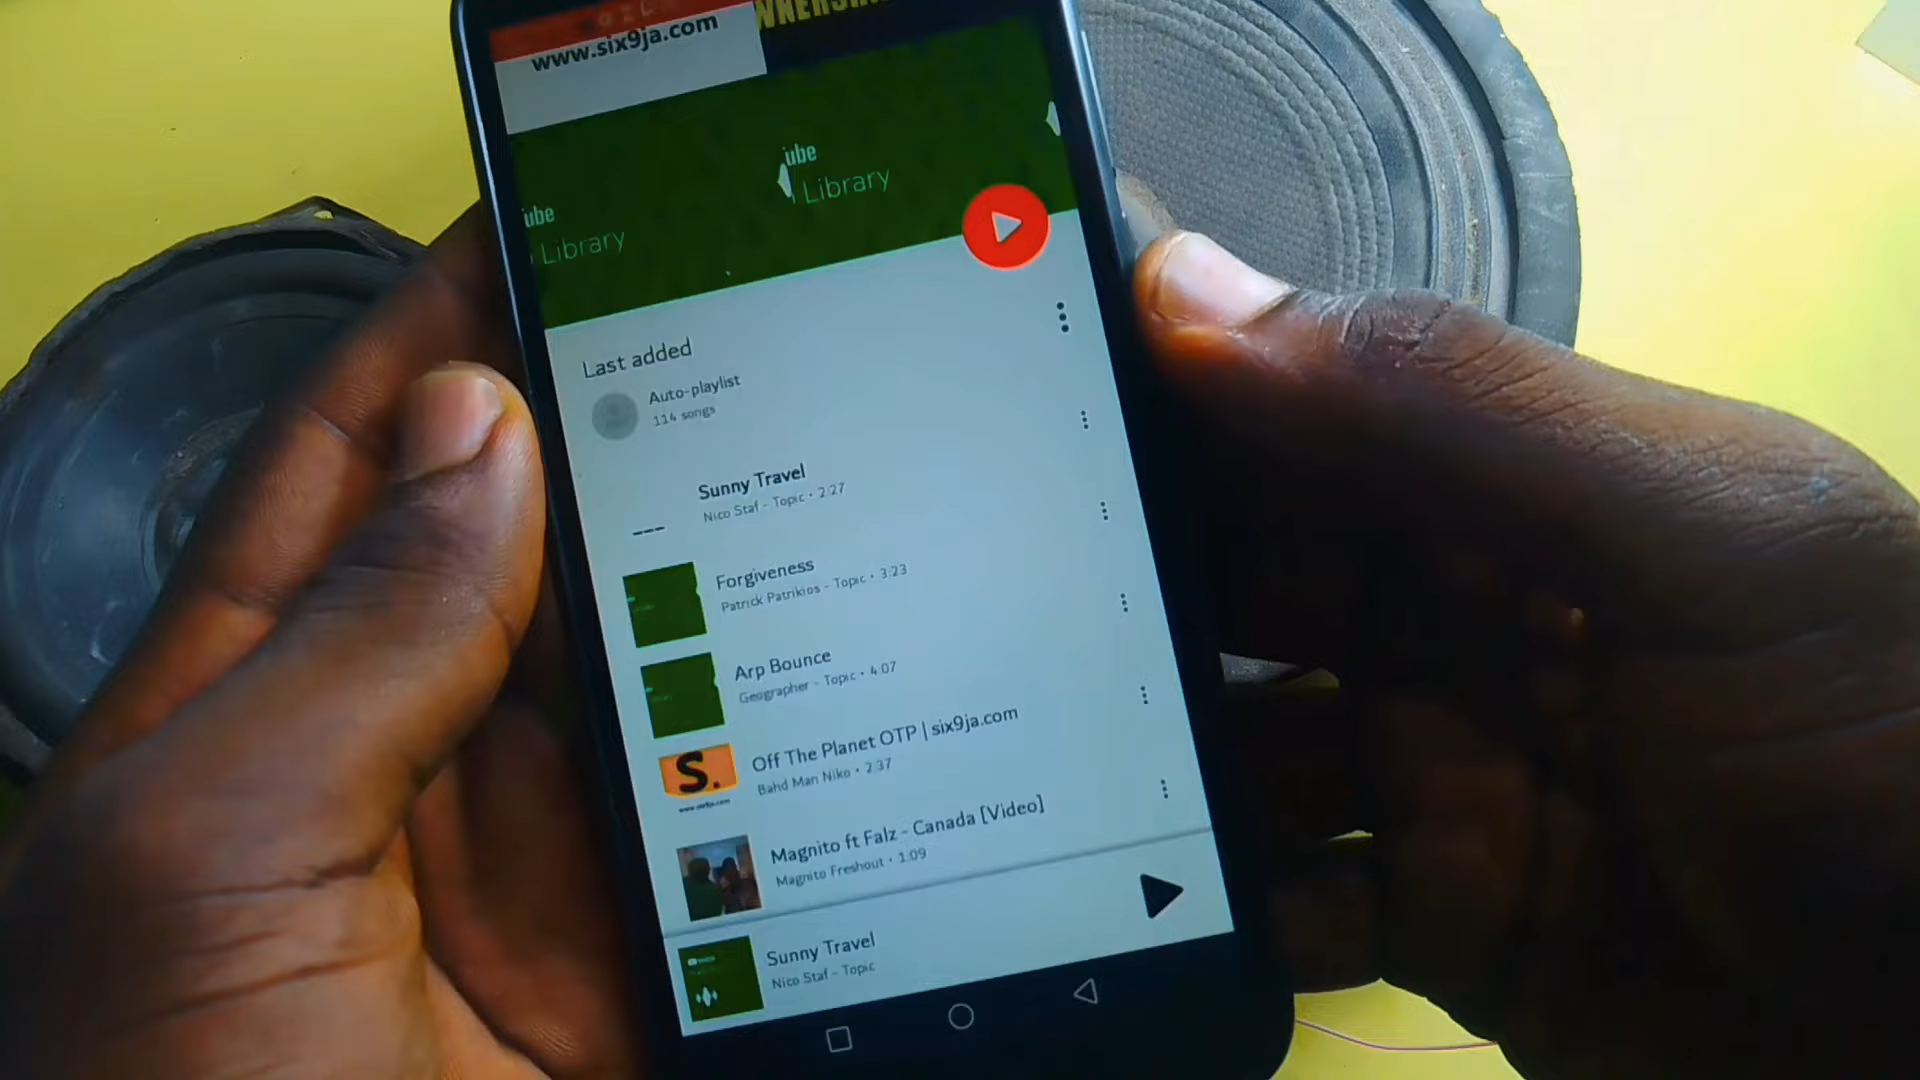 www.six9ja.com
ube
Library
ube
Library
Last added
Auto-playlist
114 songs
Sunny Travel
Nico Staf - Topic • 2:27
Forgiveness
Patrick Patrikios - Topic • 3:23
Arp Bounce
Geographer - Topic • 4:07
Off The Planet OTP | six9ja.com
Bahd Man Niko • 2:37
S.
www.six9ja.com
Magnito ft Falz - Canada [Video]
Magnito Freshout • 1:09
Sunny Travel
Nico Staf - Topic